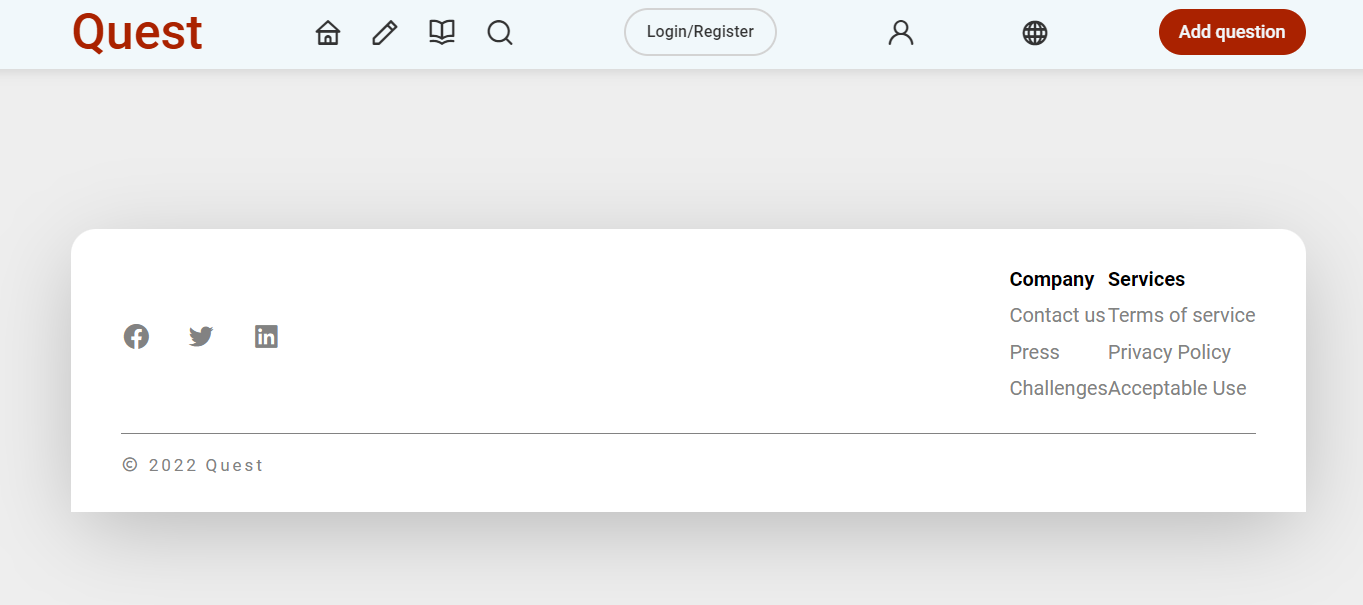 Quest
Login/Register
Add question
Company Services
Contact us Terms of service
Press Privacy Policy
Challenges Acceptable Use
© 2022 Quest